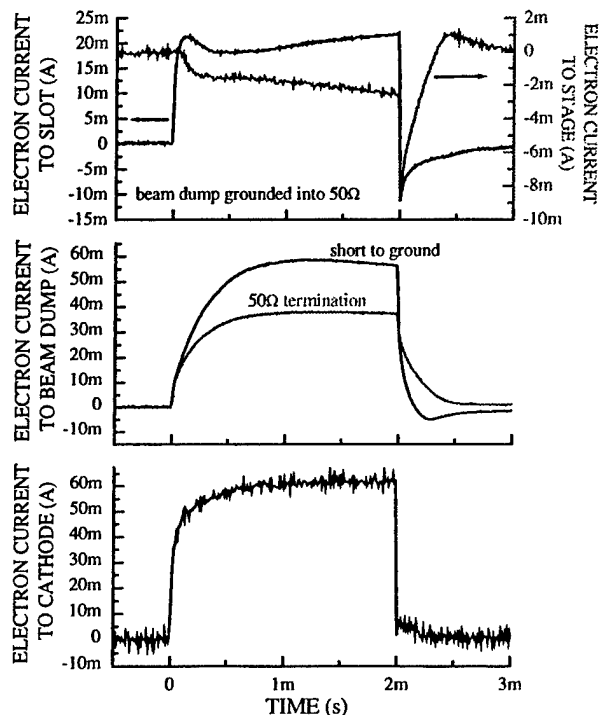 ELECTRON CURRENT
TO SLOT (A)
25m
20m
15m
10m
5m
0
-5m
-10m
-15m
beam dump grounded into 50Ω
2m
0
-2m
-4m
-6m
-8m
-10m
ELECTRON CURRENT
TO STAGE (A)
ELECTRON CURRENT
TO BEAM DUMP (A)
60m
50m
40m
30m
20m
10m
0
-10m
short to ground
50Ω termination
ELECTRON CURRENT
TO CATHODE (A)
60m
50m
40m
30m
20m
10m
0
-10m
0 1m 2m 3m
TIME (s)